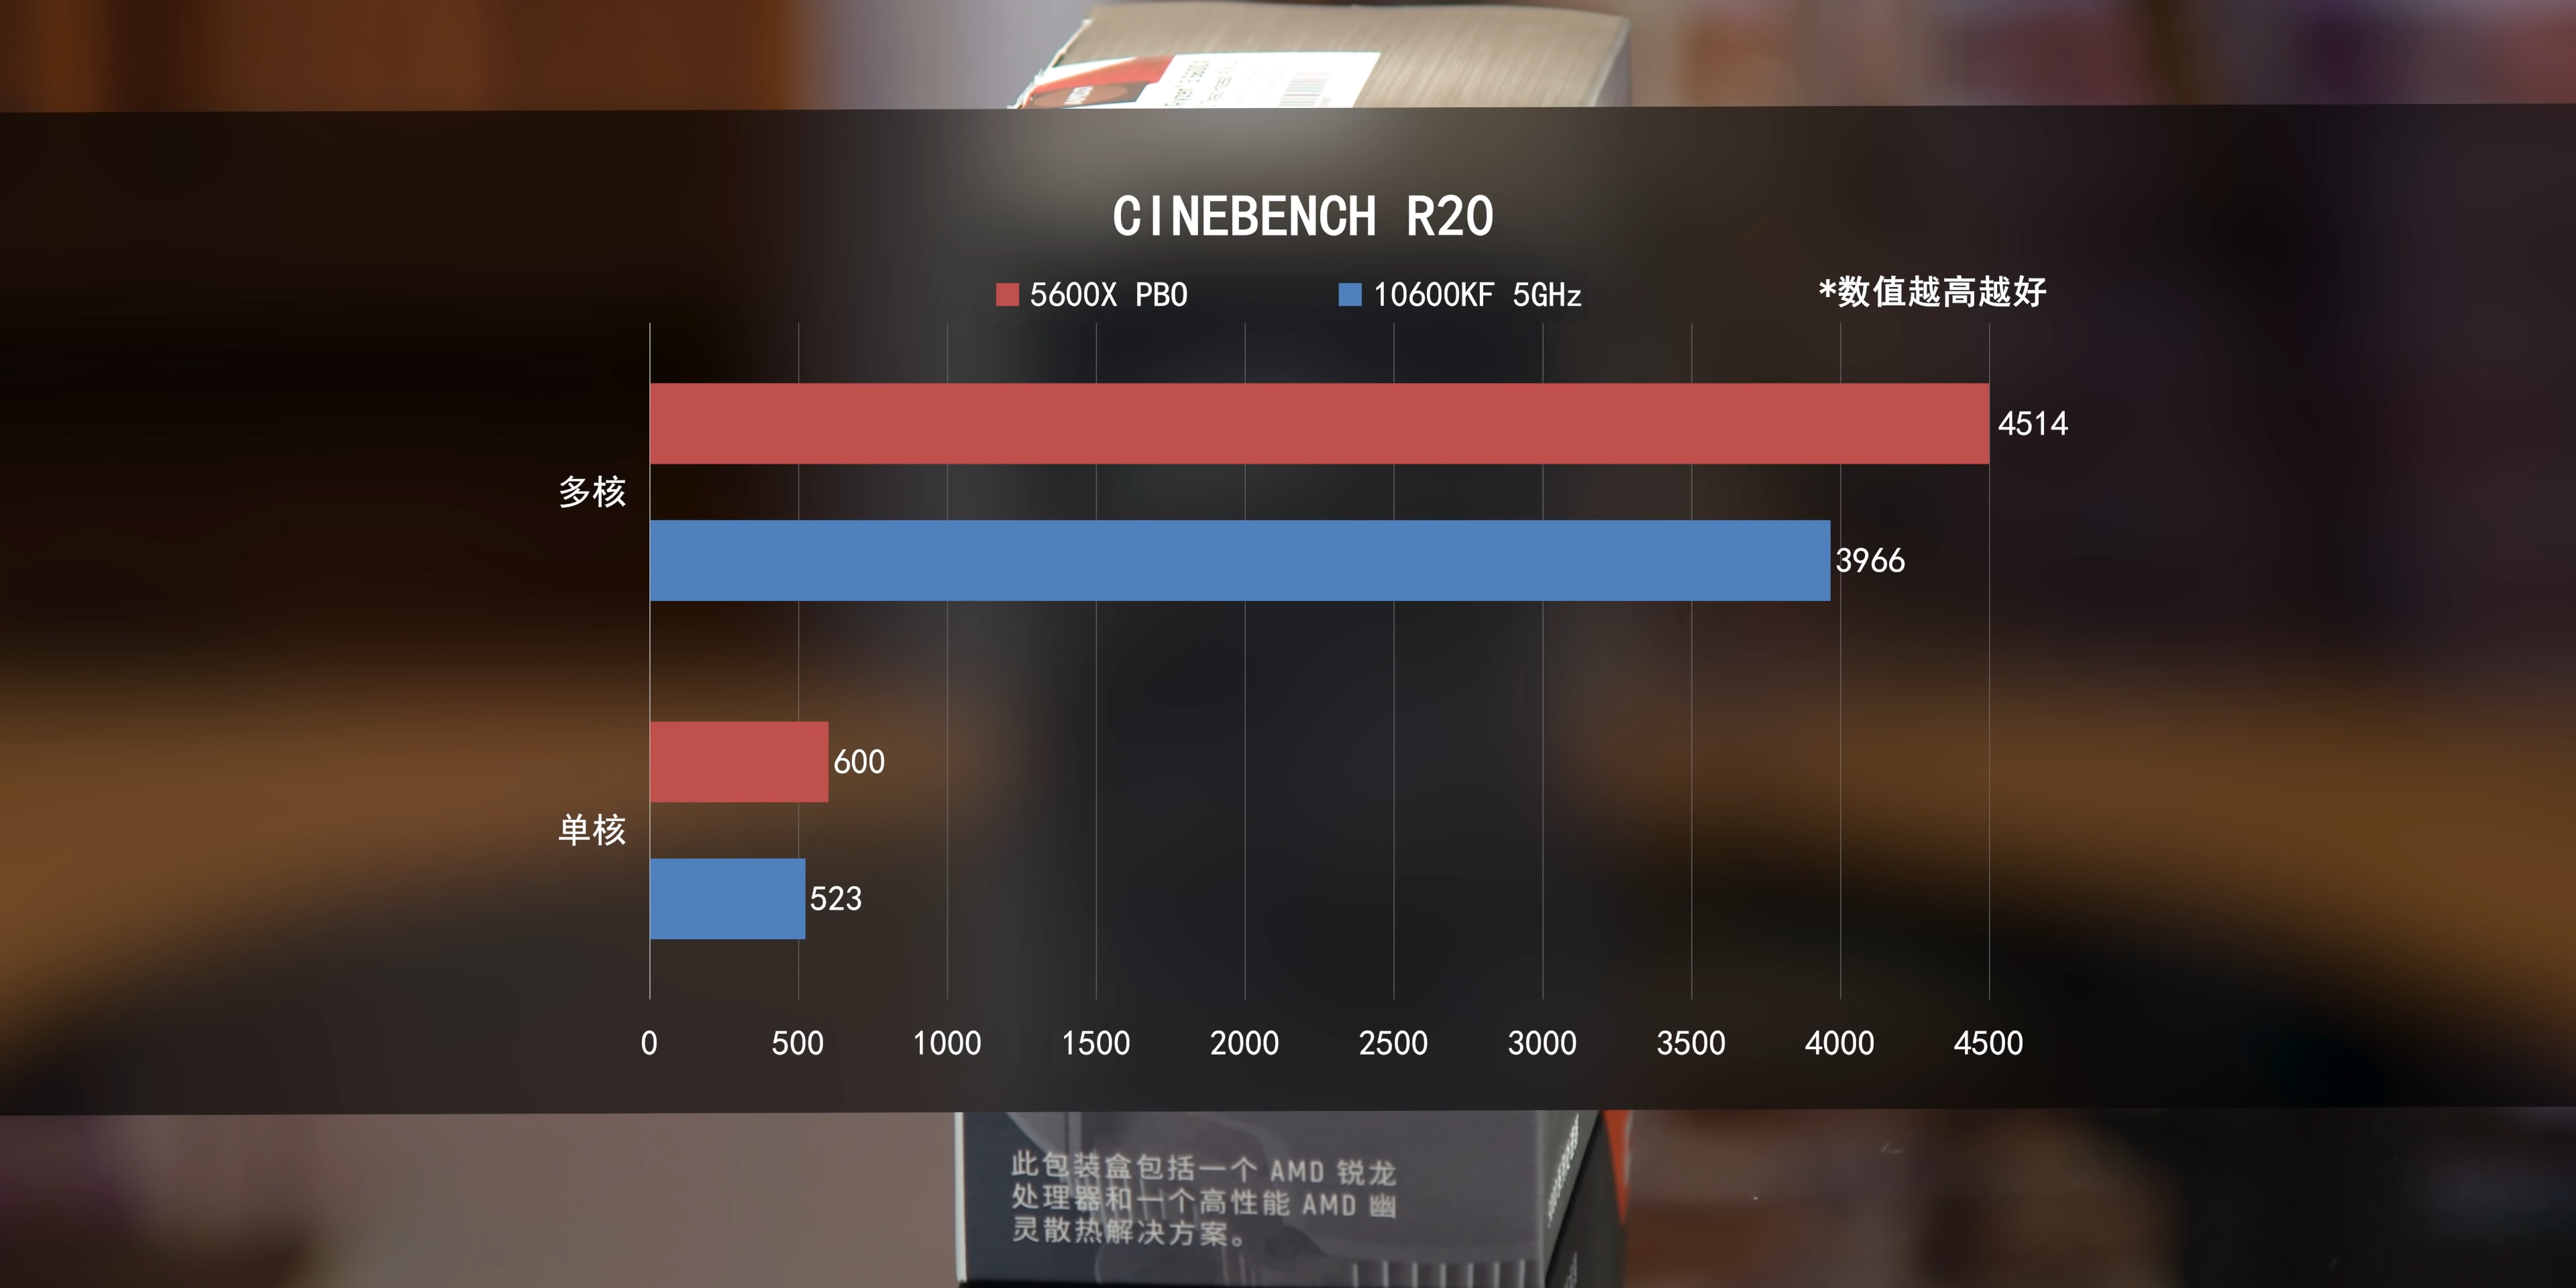 AMD
CINEBENCH R20
5600X PBO
10600KF 5GHz
*数值越高越好
多核
4514
3966
单核
600
523
0 500 1000 1500 2000 2500 3000 3500 4000 4500
此包装盒包括一个 AMD 锐龙
处理器和一个高性能 AMD 幽
灵散热解决方案。